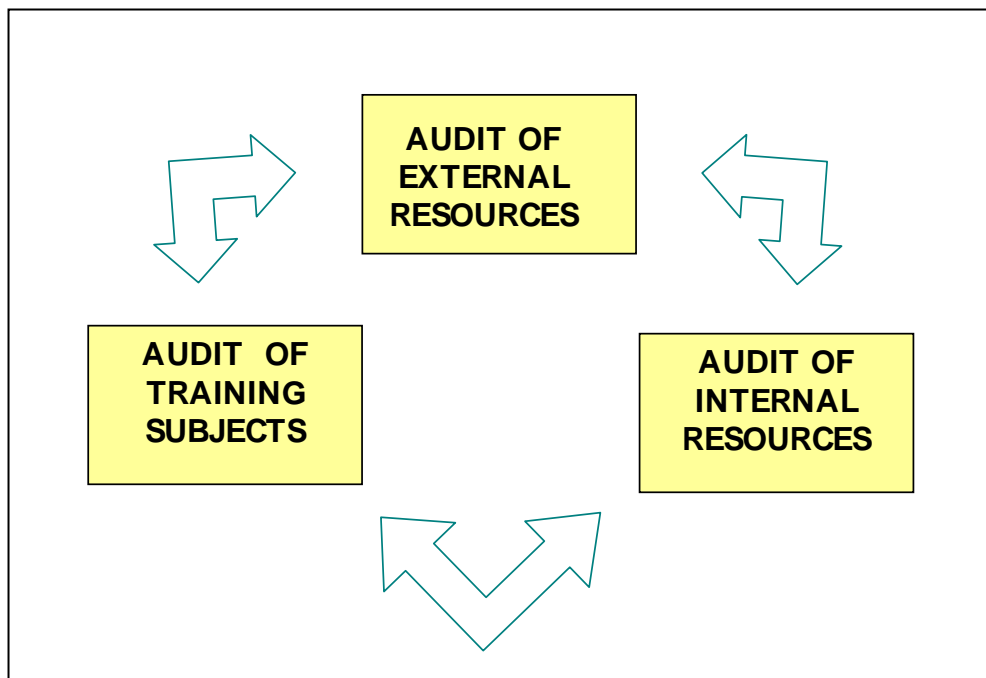 AUDIT OF
EXTERNAL
RESOURCES
AUDIT OF
TRAINING
SUBJECTS
AUDIT OF
INTERNAL
RESOURCES